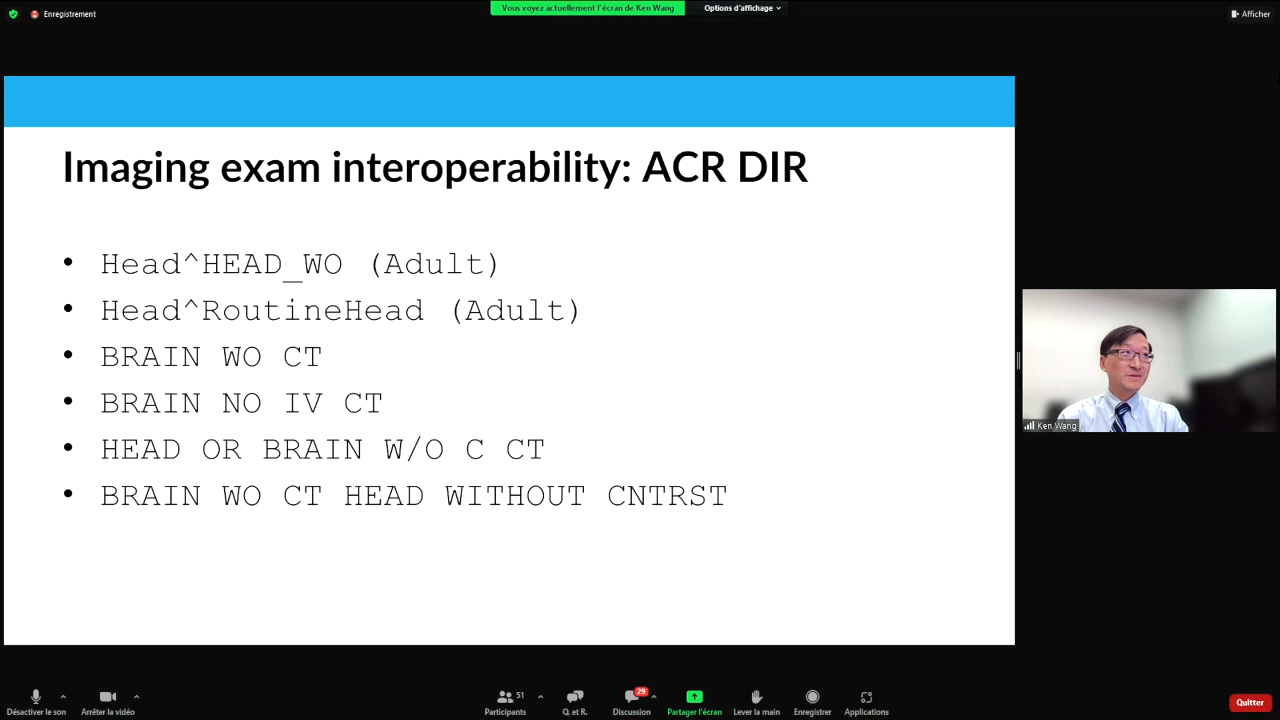 Enregistrement
Vous voyez actuellement l'écran de Ken Wang
Options d'affichage
Afficher
Imaging exam interoperability: ACR DIR
• Head^HEAD_WO (Adult)
• Head^RoutineHead (Adult)
• BRAIN WO CT
• BRAIN NO IV CT
• HEAD OR BRAIN W/O C CT
• BRAIN WO CT HEAD WITHOUT CNTRST
Ken Wang
Désactiver le son
Arrêter la vidéo
51
Participants
Q. et R.
29
Discussion
Partager l'écran
Lever la main
Enregistrer
Applications
Quitter